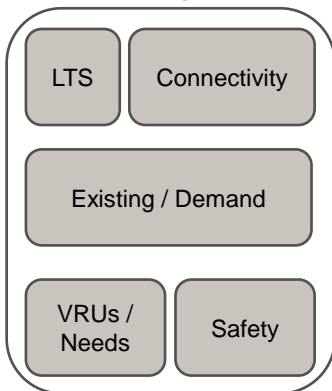 LTS
Connectivity
Existing / Demand
VRUs /
Needs
Safety